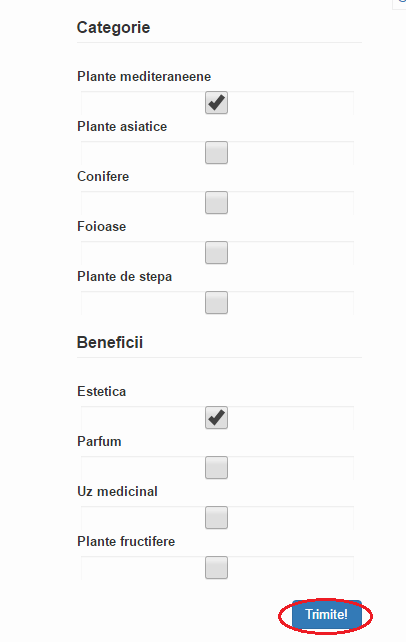 Categorie
Plante mediteraneene
Plante asiatice
Conifere
Foioase
Plante de stepa
Beneficii
Estetica
Parfum
Uz medicinal
Plante fructifere
Trimite!